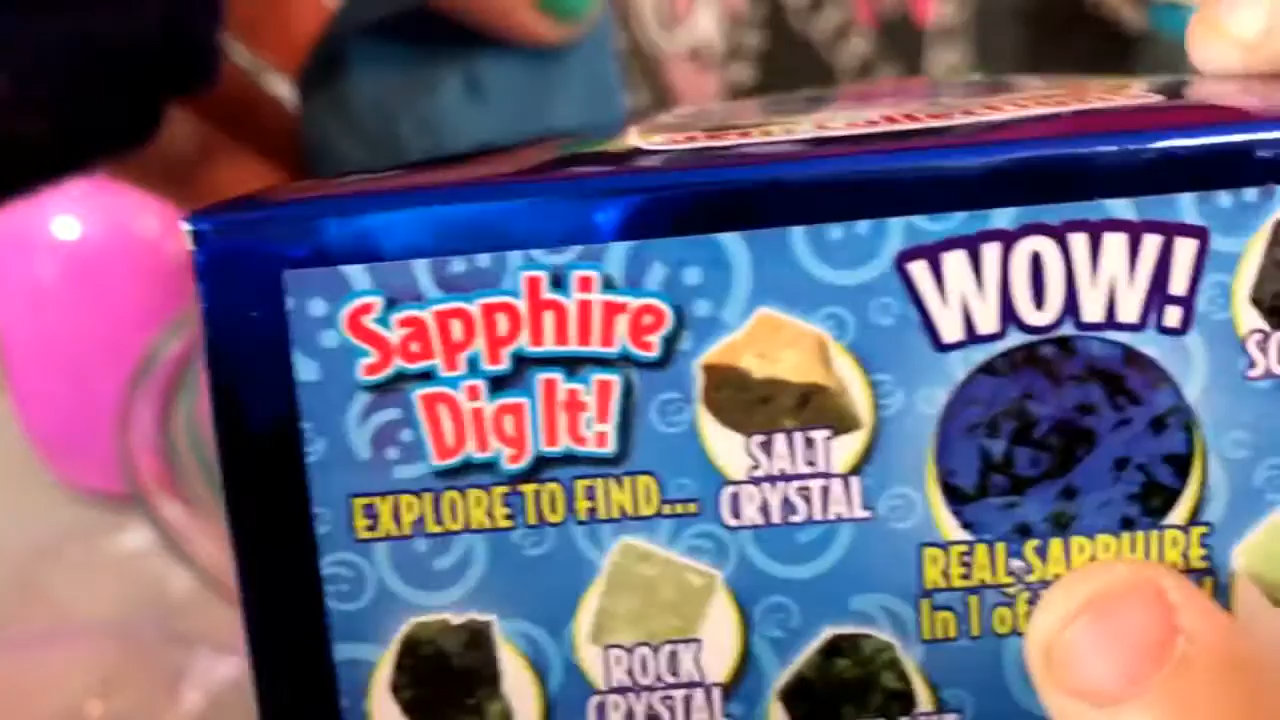 Sapphire
Dig It!
EXPLORE TO FIND...
SALT
CRYSTAL
WOW!
REAL SAPPHIRE
In 1 of
ROCK
CRYSTAL